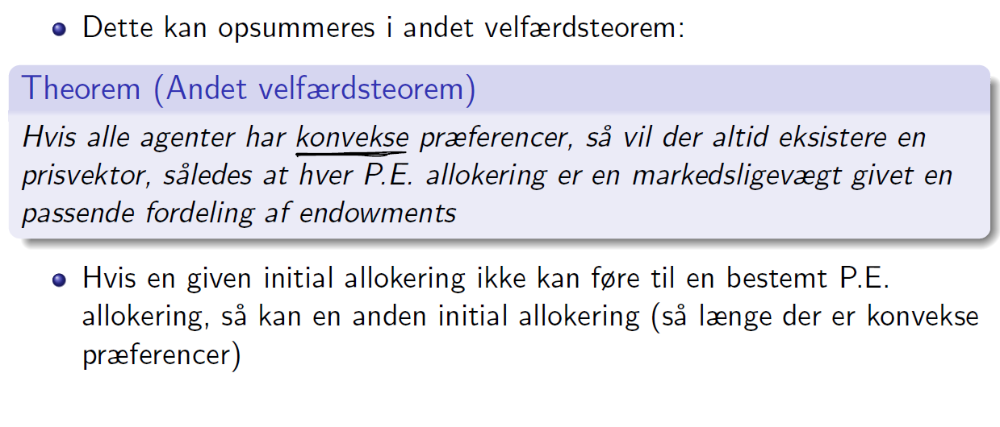 Dette kan opsummeres i andet velfærdsteorem:
Theorem (Andet velfærdsteorem)
Hvis alle agenter har konvekse præferencer, så vil der altid eksistere en
prisvektor, således at hver P.E. allokering er en markedsligevægt givet en
passende fordeling af endowments
Hvis en given initial allokering ikke kan føre til en bestemt P.E.
allokering, så kan en anden initial allokering (så længe der er konvekse
præferencer)